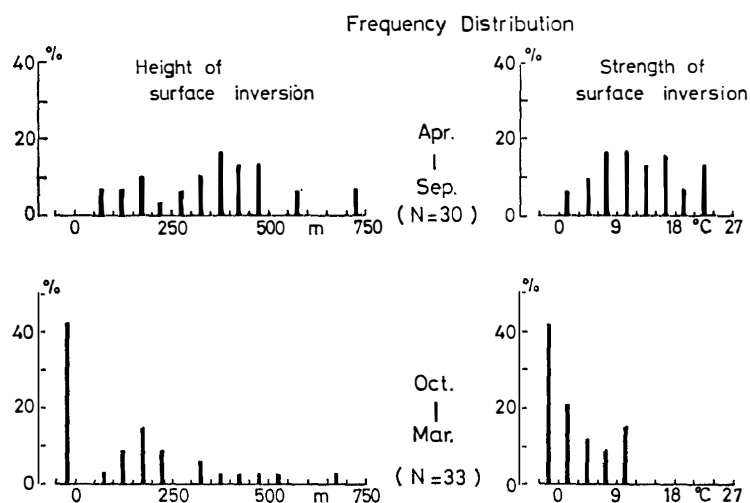 Frequency Distribution
%
40
20
0
Height of
surface inversion
0 250 500 m 750
Apr.
|
Sep.
(N=30)
%
40
20
0
Strength of
surface inversion
0 9 18 °C 27
%
40
20
0
0 250 500 m 750
Oct.
|
Mar.
(N=33)
%
40
20
0
0 9 18 °C 27